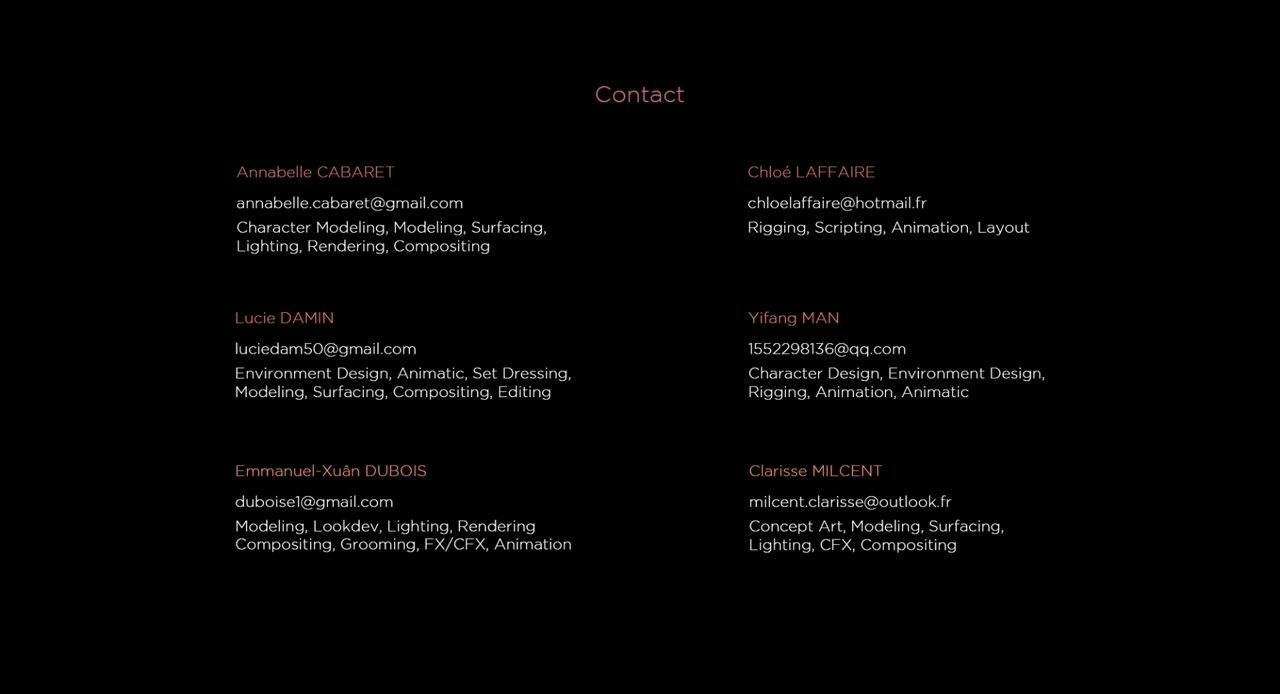 Contact
Annabelle CABARET
annabelle.cabaret@gmail.com
Character Modeling, Modeling, Surfacing,
Lighting, Rendering, Compositing
Chloé LAFFAIRE
chloelaffaire@hotmail.fr
Rigging, Scripting, Animation, Layout
Lucie DAMIN
luciedam50@gmail.com
Environment Design, Animatic, Set Dressing,
Modeling, Surfacing, Compositing, Editing
Yifang MAN
1552298136@qq.com
Character Design, Environment Design,
Rigging, Animation, Animatic
Emmanuel-Xuân DUBOIS
duboise1@gmail.com
Modeling, Lookdev, Lighting, Rendering
Compositing, Grooming, FX/CFX, Animation
Clarisse MILCENT
milcent.clarisse@outlook.fr
Concept Art, Modeling, Surfacing,
Lighting, CFX, Compositing